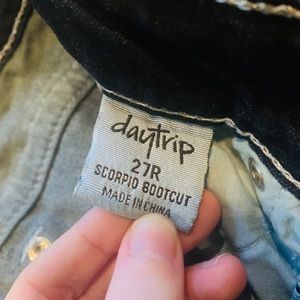 daytrip
27R
SCORPIO BOOTCUT
MADE IN CHINA